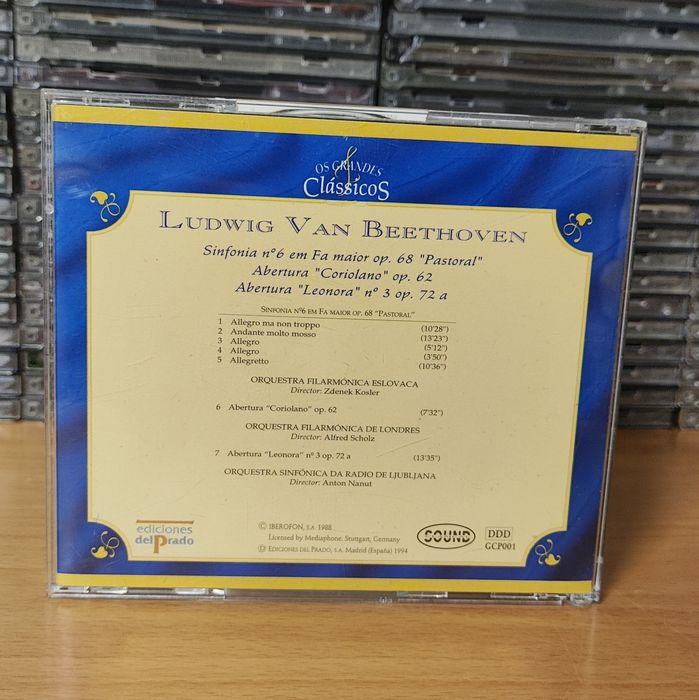 OS GRANDES
CLÁSSICOS
LUDWIG VAN BEETHOVEN
Sinfonia nº 6 em Fa maior op. 68 "Pastoral"
Abertura "Coriolano" op. 62
Abertura "Leonora" nº 3 op. 72 a
SINFONIA Nº6 EM FA MAIOR OP. 68 "PASTORAL"
1 Allegro ma non troppo (10'28")
2 Andante molto mosso (13'23")
3 Allegro (5'12")
4 Allegro (3'50")
5 Allegretto (10'36")
ORQUESTRA FILARMÓNICA ESLOVACA
Director: Zdenek Kosler
6 Abertura "Coriolano" op. 62 (7'32")
ORQUESTRA FILARMÓNICA DE LONDRES
Director: Alfred Scholz
7 Abertura "Leonora" nº 3 op. 72 a (13'35")
ORQUESTRA SINFÓNICA DA RADIO DE LJUBLJANA
Director: Anton Nanut
ediciones
delPrado
© IBEROFON, S.A. 1988
Licensed by Mediaphone. Stuttgart, Germany
℗ EDICIONES DEL PRADO, S.A. Madrid (España) 1994
SOUND
DDD
GCP001